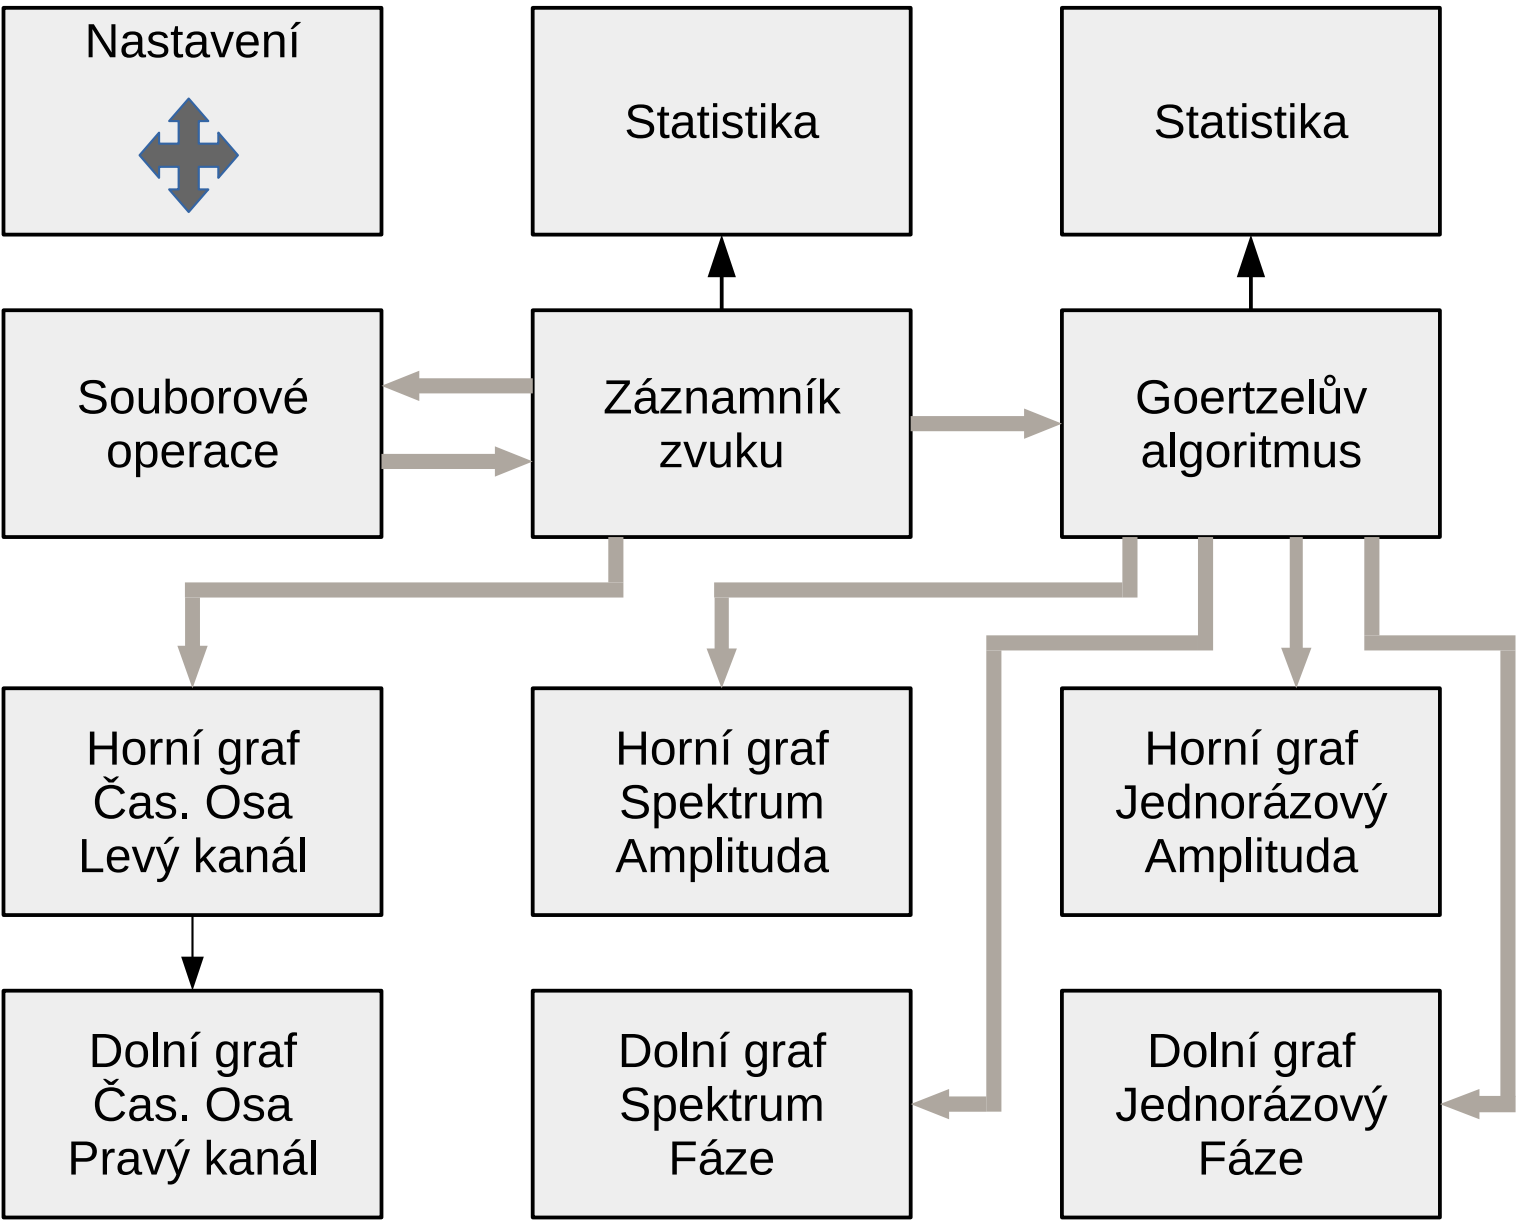 Nastavení
Statistika
Statistika
Souborové
operace
Záznamník
zvuku
Goertzelův
algoritmus
Horní graf
Čas. Osa
Levý kanál
Horní graf
Spektrum
Amplituda
Horní graf
Jednorázový
Amplituda
Dolní graf
Čas. Osa
Pravý kanál
Dolní graf
Spektrum
Fáze
Dolní graf
Jednorázový
Fáze